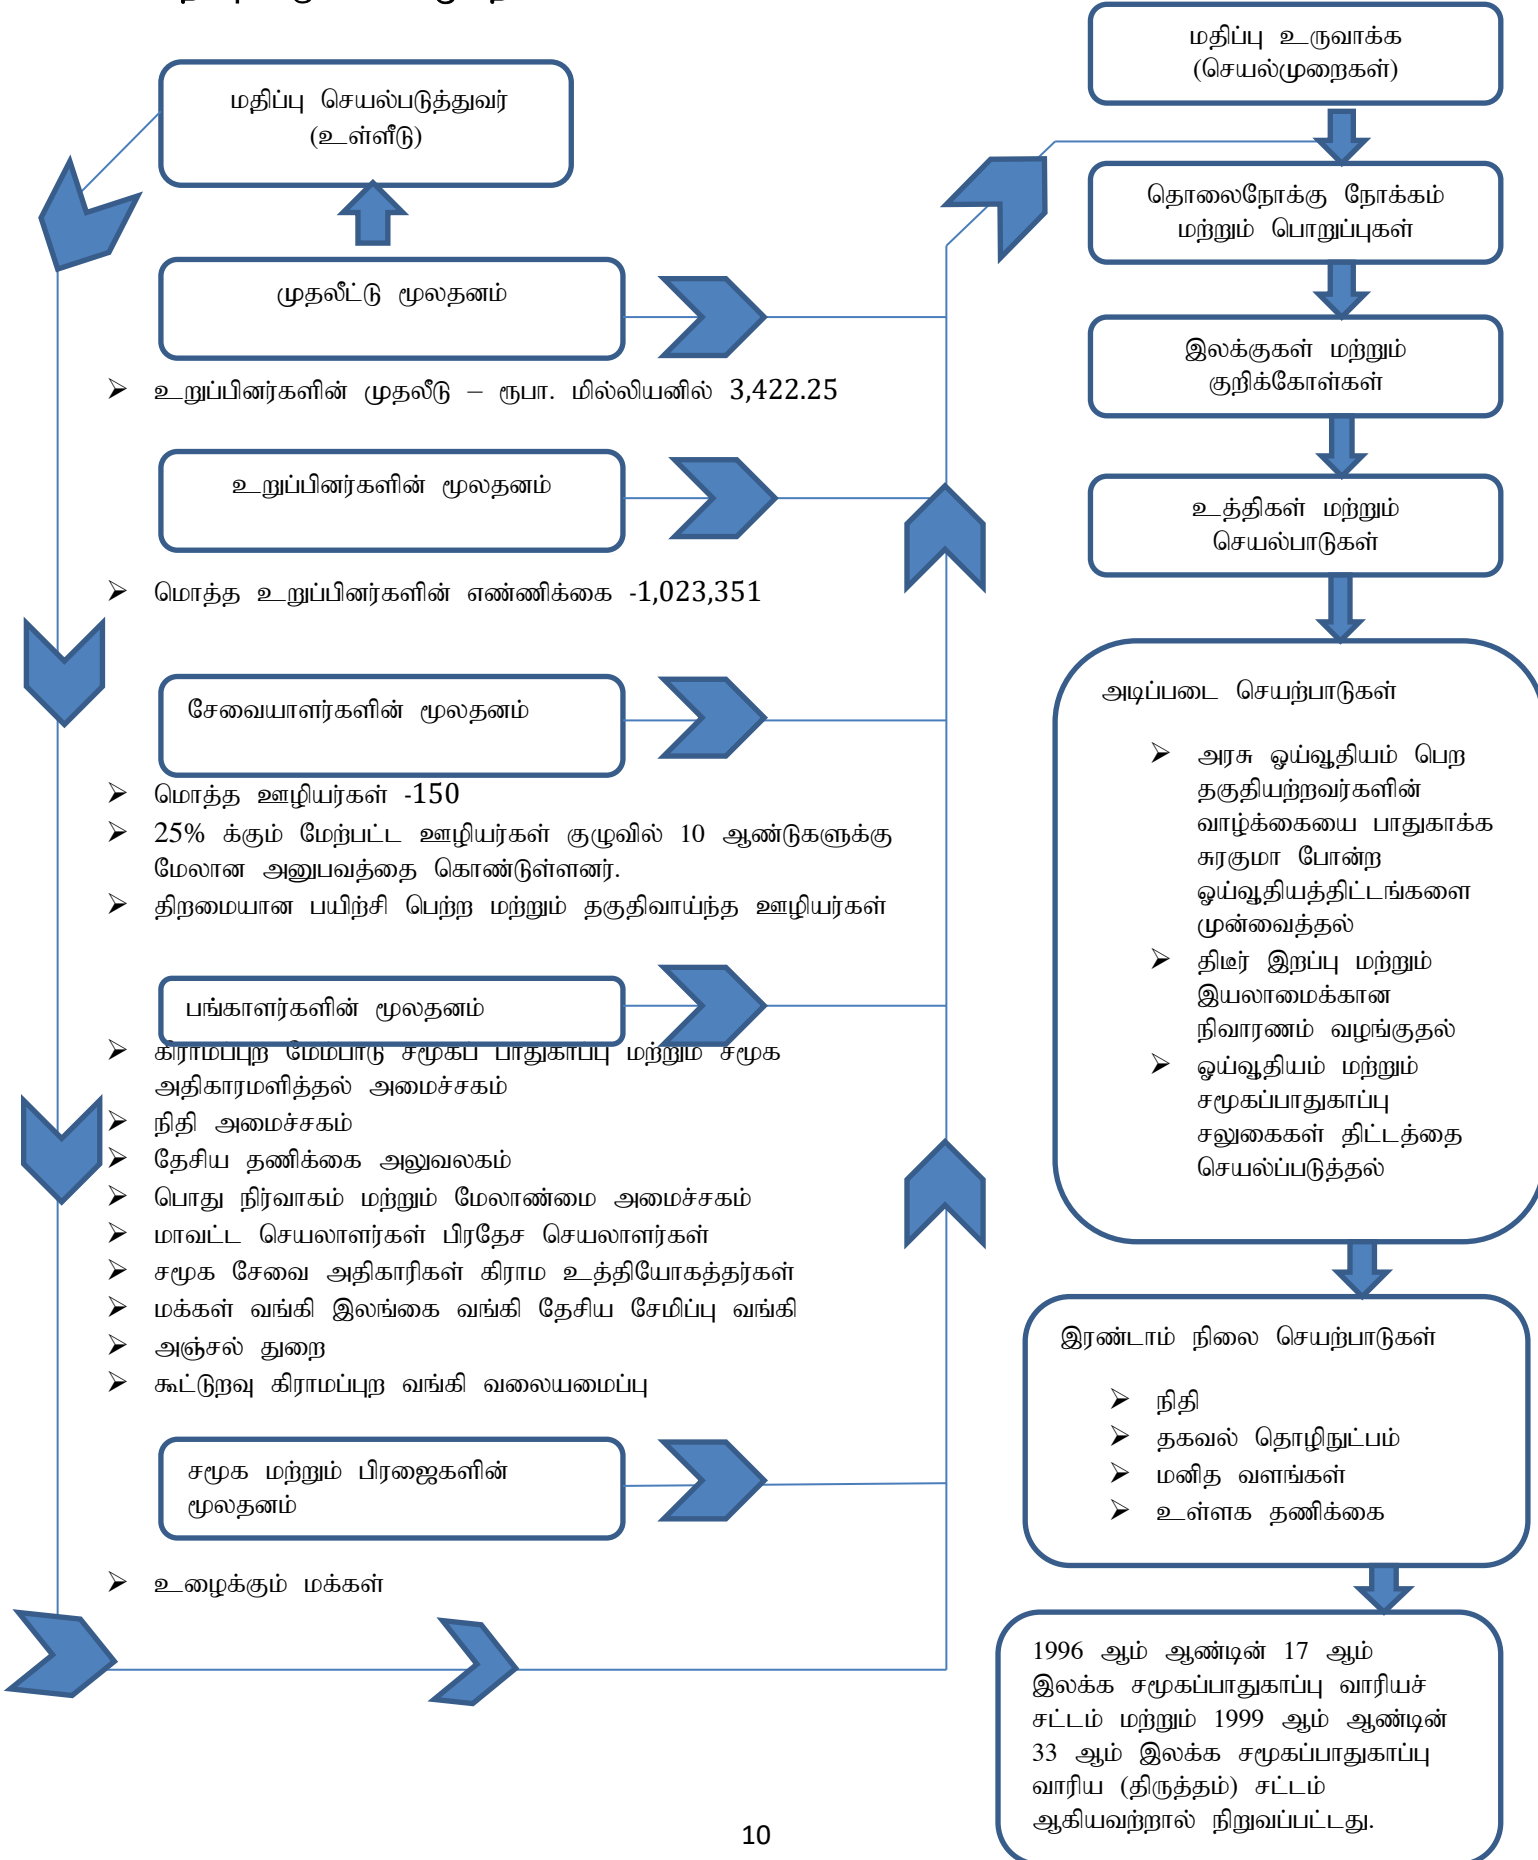 மதிப்பு செயல்படுத்துவர்
(உள்ளீடு)
முதலீட்டு மூலதனம்
➢ உறுப்பினர்களின் முதலீடு – ரூபா. மில்லியனில் 3,422.25
உறுப்பினர்களின் மூலதனம்
➢ மொத்த உறுப்பினர்களின் எண்ணிக்கை -1,023,351
சேவையாளர்களின் மூலதனம்
➢ மொத்த ஊழியர்கள் -150
➢ 25% க்கும் மேற்பட்ட ஊழியர்கள் குழுவில் 10 ஆண்டுகளுக்கு
மேலான அனுபவத்தை கொண்டுள்ளனர்.
➢ திறமையான பயிற்சி பெற்ற மற்றும் தகுதிவாய்ந்த ஊழியர்கள்
பங்காளர்களின் மூலதனம்
➢ கிராமப்புற மேம்பாடு சமூகப் பாதுகாப்பு மற்றும் சமூக
அதிகாரமளித்தல் அமைச்சகம்
➢ நிதி அமைச்சகம்
➢ தேசிய தணிக்கை அலுவலகம்
➢ பொது நிர்வாகம் மற்றும் மேலாண்மை அமைச்சகம்
➢ மாவட்ட செயலாளர்கள் பிரதேச செயலாளர்கள்
➢ சமூக சேவை அதிகாரிகள் கிராம உத்தியோகத்தர்கள்
➢ மக்கள் வங்கி இலங்கை வங்கி தேசிய சேமிப்பு வங்கி
➢ அஞ்சல் துறை
➢ கூட்டுறவு கிராமப்புற வங்கி வலையமைப்பு
சமூக மற்றும் பிரஜைகளின்
மூலதனம்
➢ உழைக்கும் மக்கள்
மதிப்பு உருவாக்க
(செயல்முறைகள்)
தொலைநோக்கு நோக்கம்
மற்றும் பொறுப்புகள்
இலக்குகள் மற்றும்
குறிக்கோள்கள்
உத்திகள் மற்றும்
செயல்பாடுகள்
அடிப்படை செயற்பாடுகள்
➢ அரசு ஓய்வூதியம் பெற
தகுதியற்றவர்களின்
வாழ்க்கையை பாதுகாக்க
சுரகுமா போன்ற
ஓய்வூதியத்திட்டங்களை
முன்வைத்தல்
➢ திடீர் இறப்பு மற்றும்
இயலாமைக்கான
நிவாரணம் வழங்குதல்
➢ ஓய்வூதியம் மற்றும்
சமூகப்பாதுகாப்பு
சலுகைகள் திட்டத்தை
செயல்ப்படுத்தல்
இரண்டாம் நிலை செயற்பாடுகள்
➢ நிதி
➢ தகவல் தொழிநுட்பம்
➢ மனித வளங்கள்
➢ உள்ளக தணிக்கை
1996 ஆம் ஆண்டின் 17 ஆம்
இலக்க சமூகப்பாதுகாப்பு வாரியச்
சட்டம் மற்றும் 1999 ஆம் ஆண்டின்
33 ஆம் இலக்க சமூகப்பாதுகாப்பு
வாரிய (திருத்தம்) சட்டம்
ஆகியவற்றால் நிறுவப்பட்டது.
10